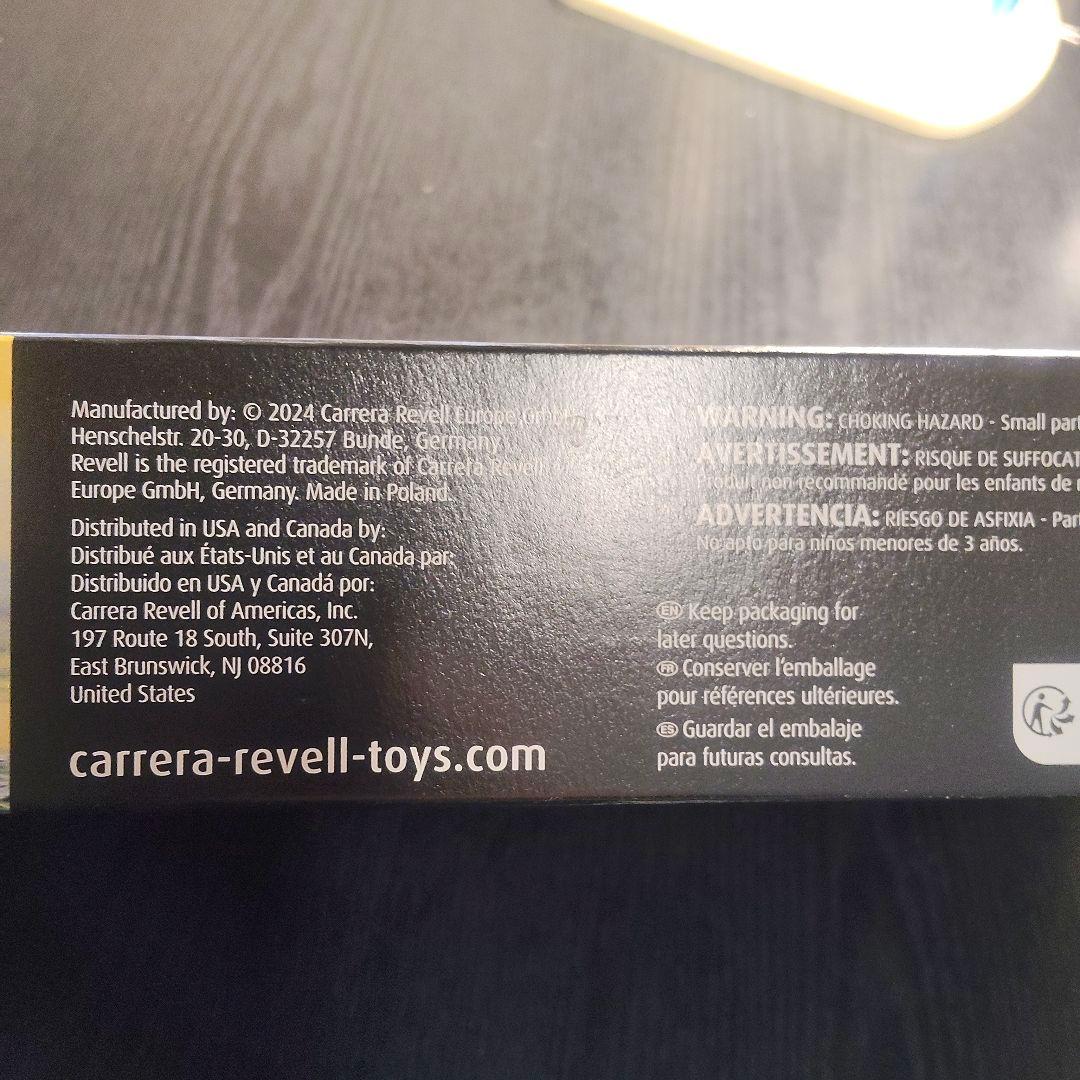 Manufactured by: © 2024 Carrera Revell Europe GmbH
Henschelstr. 20-30, D-32257 Bünde, Germany
Revell is the registered trademark of Carrera Revell
Europe GmbH, Germany. Made in Poland.
Distributed in USA and Canada by:
Distribué aux États-Unis et au Canada par:
Distribuido en USA y Canadá por:
Carrera Revell of Americas, Inc.
197 Route 18 South, Suite 307N,
East Brunswick, NJ 08816
United States
carrera-revell-toys.com
WARNING: CHOKING HAZARD - Small
AVERTISSEMENT: RISQUE DE
Produit non recommandé pour les enfants de
ADVERTENCIA: RIESGO DE ASFIXIA -
No apto para niños menores de 3 años.
EN Keep packaging for
later questions.
FR Conserver l'emballage
pour références ultérieures.
ES Guardar el embalaje
para futuras consultas.